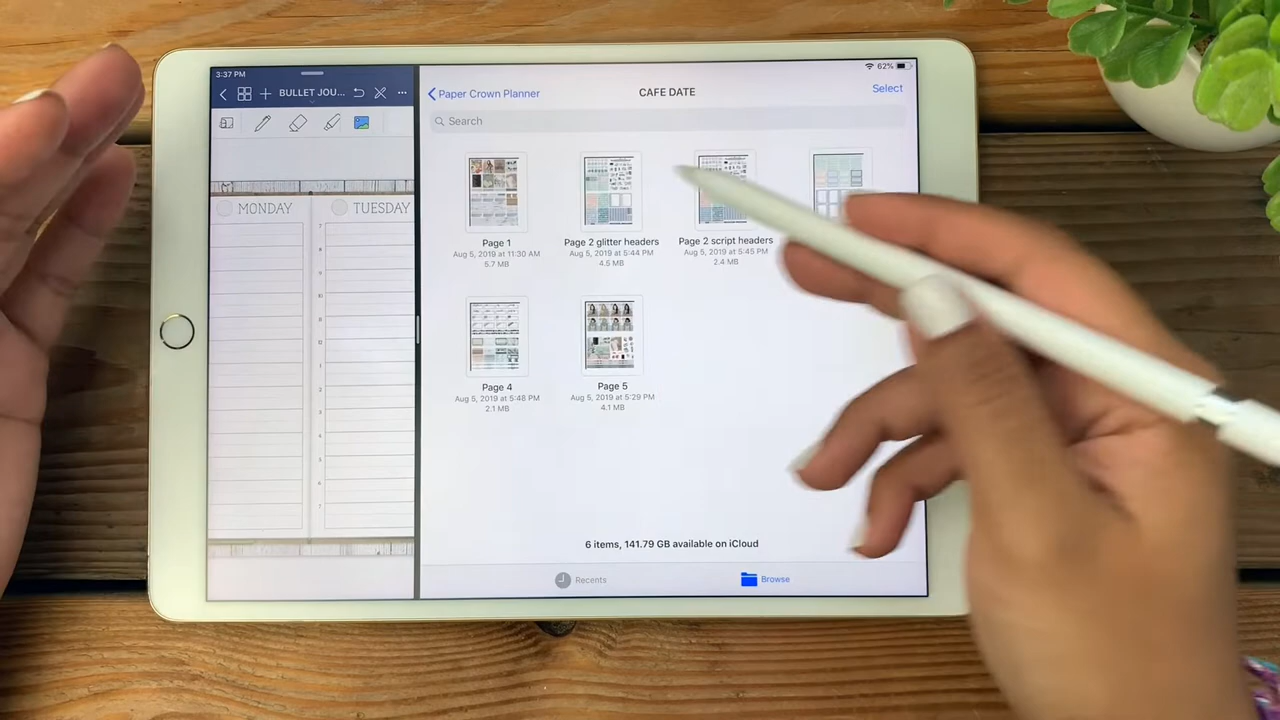 3:37 PM
62%
BULLET JOU...
Paper Crown Planner
CAFE DATE
Select
Search
MONDAY
TUESDAY
Page 1
Aug 5, 2019 at 11:30 AM
5.7 MB
Page 2 glitter headers
Aug 5, 2019 at 5:44 PM
4.5 MB
Page 2 script headers
Aug 5, 2019 at 5:45 PM
2.4 MB
Page 4
Aug 5, 2019 at 5:48 PM
2.1 MB
Page 5
Aug 5, 2019 at 5:29 PM
4.1 MB
6 items, 141.79 GB available on iCloud
Recents
Browse